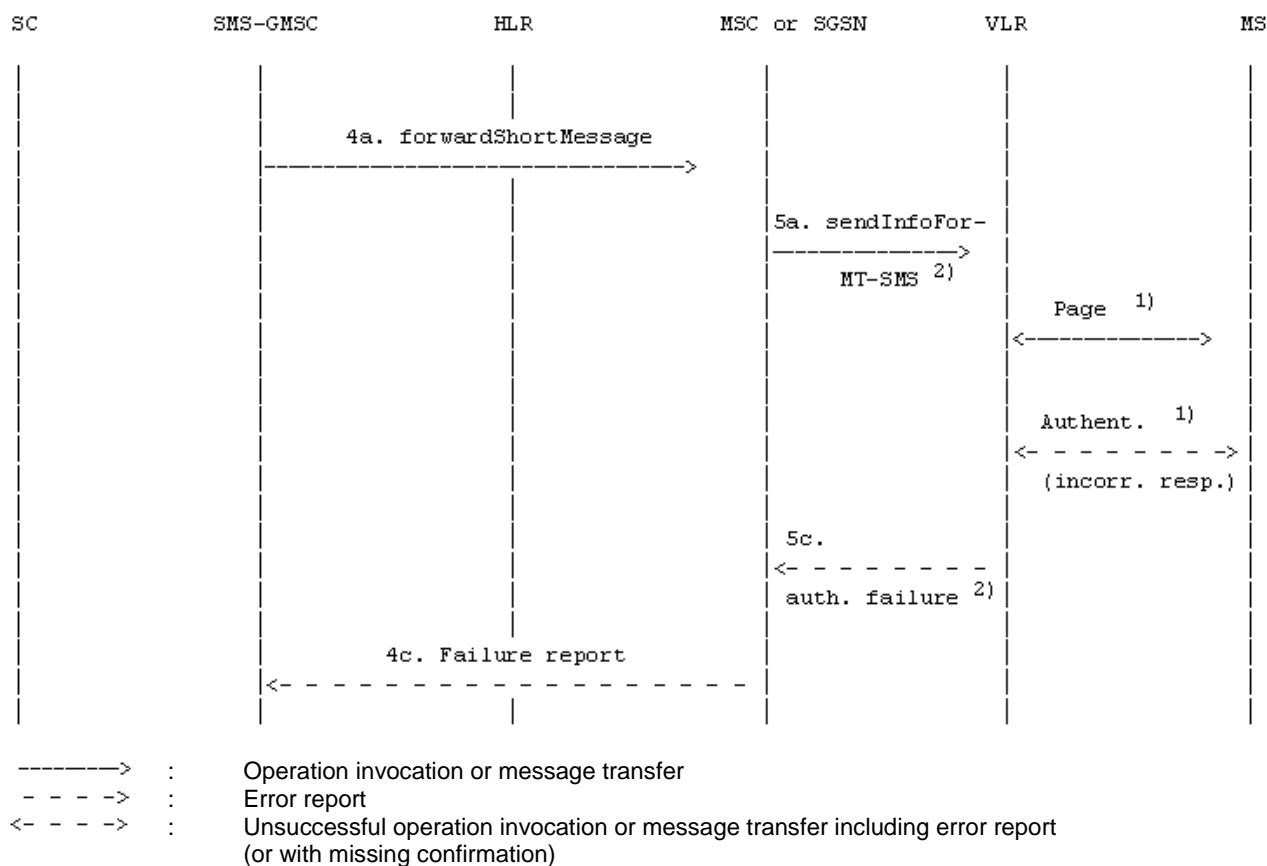 SC SMS-GMSC HLR MSC or SGSN VLR MS
4a. forwardShortMessage
5a. sendInfoFor-
MT-SMS 2)
Page 1)
Authent. 1)
(incorr. resp.)
5c.
auth. failure 2)
4c. Failure report
: Operation invocation or message transfer
: Error report
: Unsuccessful operation invocation or message transfer including error report
(or with missing confirmation)